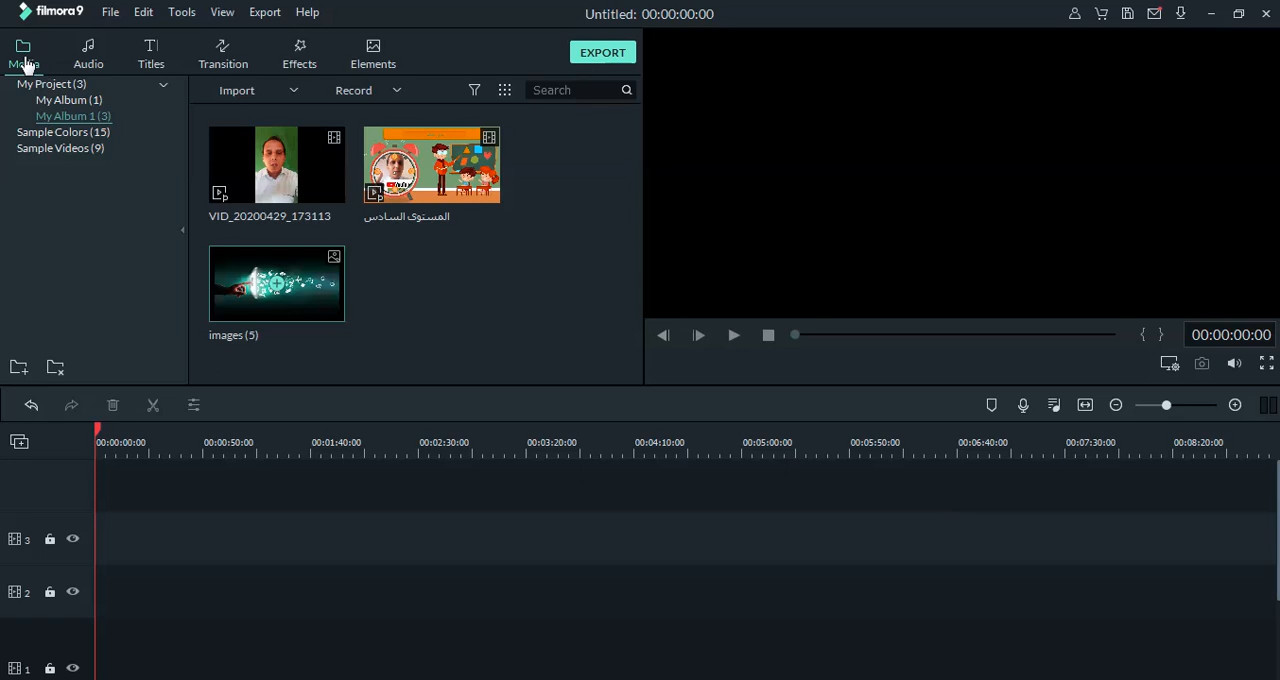 filmora9 File Edit Tools View Export Help Untitled: 00:00:00:00
Media Audio Titles Transition Effects Elements EXPORT
My Project (3)
My Album (1)
My Album 1 (3)
Sample Colors (15)
Sample Videos (9)
Import Record Search
VID_20200429_173113 المستوى السادس
images (5)
00:00:00:00
00:00:00:00 00:00:50:00 00:01:40:00 00:02:30:00 00:03:20:00 00:04:10:00 00:05:00:00 00:05:50:00 00:06:40:00 00:07:30:00 00:08:20:00
3
2
1